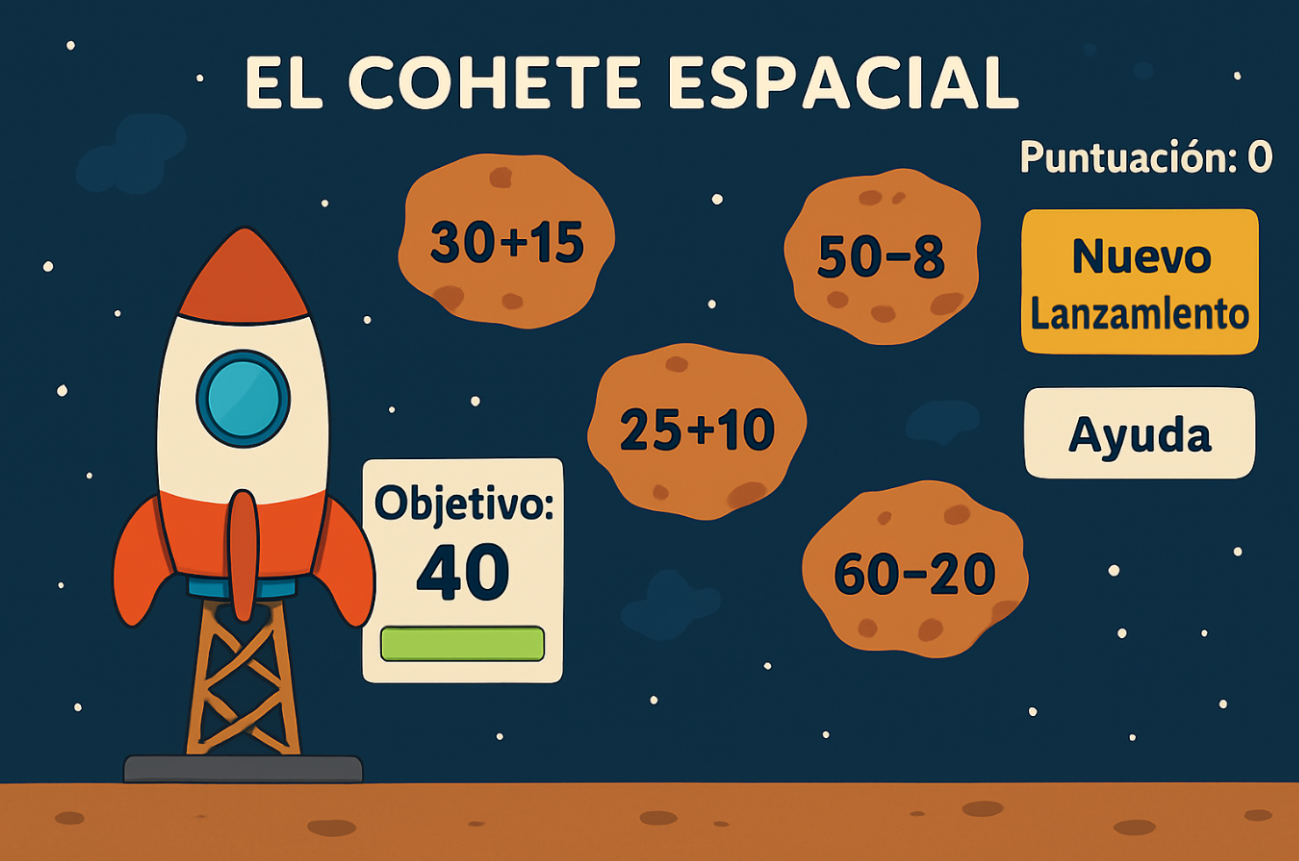 EL COHETE ESPACIAL
Puntuación: 0
30+15
50−8
Nuevo
Lanzamlento
25+10
Ayuda
Objetivo:
40
60−20